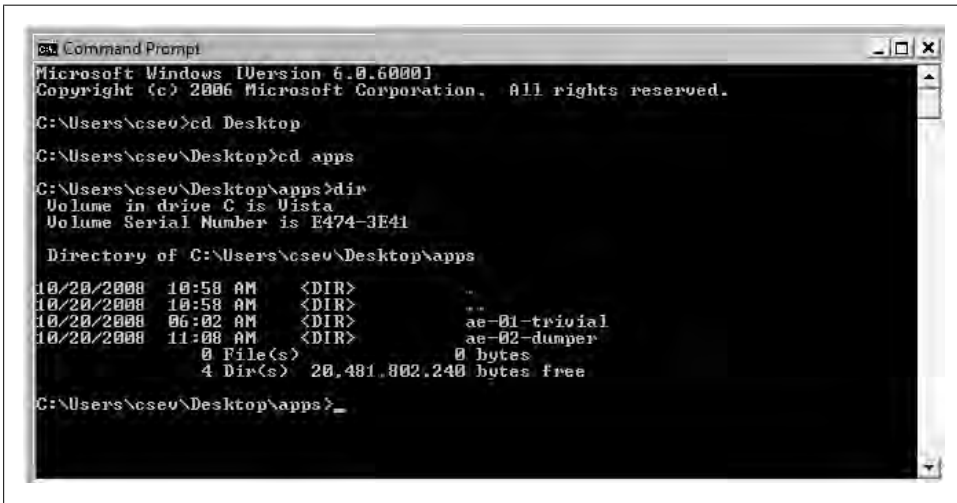 Command Prompt
Microsoft Windows [Version 6.0.6000]
Copyright (c) 2006 Microsoft Corporation.  All rights reserved.
C:\Users\csev>cd Desktop
C:\Users\csev\Desktop>cd apps
C:\Users\csev\Desktop\apps>dir
 Volume in drive C is Vista
 Volume Serial Number is E474-3E41
 Directory of C:\Users\csev\Desktop\apps
10/20/2008  10:58 AM    <DIR>          .
10/20/2008  10:58 AM    <DIR>          ..
10/20/2008  06:02 AM    <DIR>          ae-01-trivial
10/20/2008  11:08 AM    <DIR>          ae-02-dumper
               0 File(s)              0 bytes
               4 Dir(s)  20,481,802,240 bytes free
C:\Users\csev\Desktop\apps>_